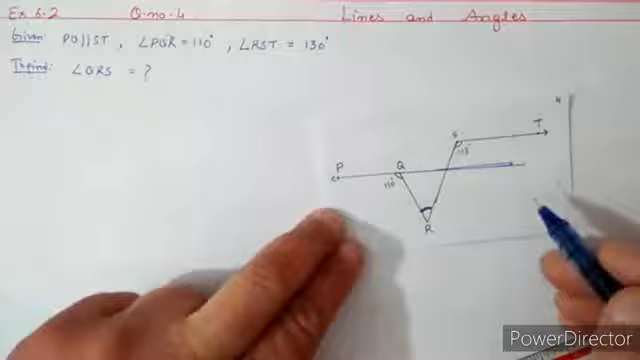 Ex 6.2 Q.no.4 Lines and Angles
Given: PQ||ST, ∠PQR = 110°, ∠RST = 130°
To find: ∠QRS = ?
S T
P Q
110°
R
PowerDirector